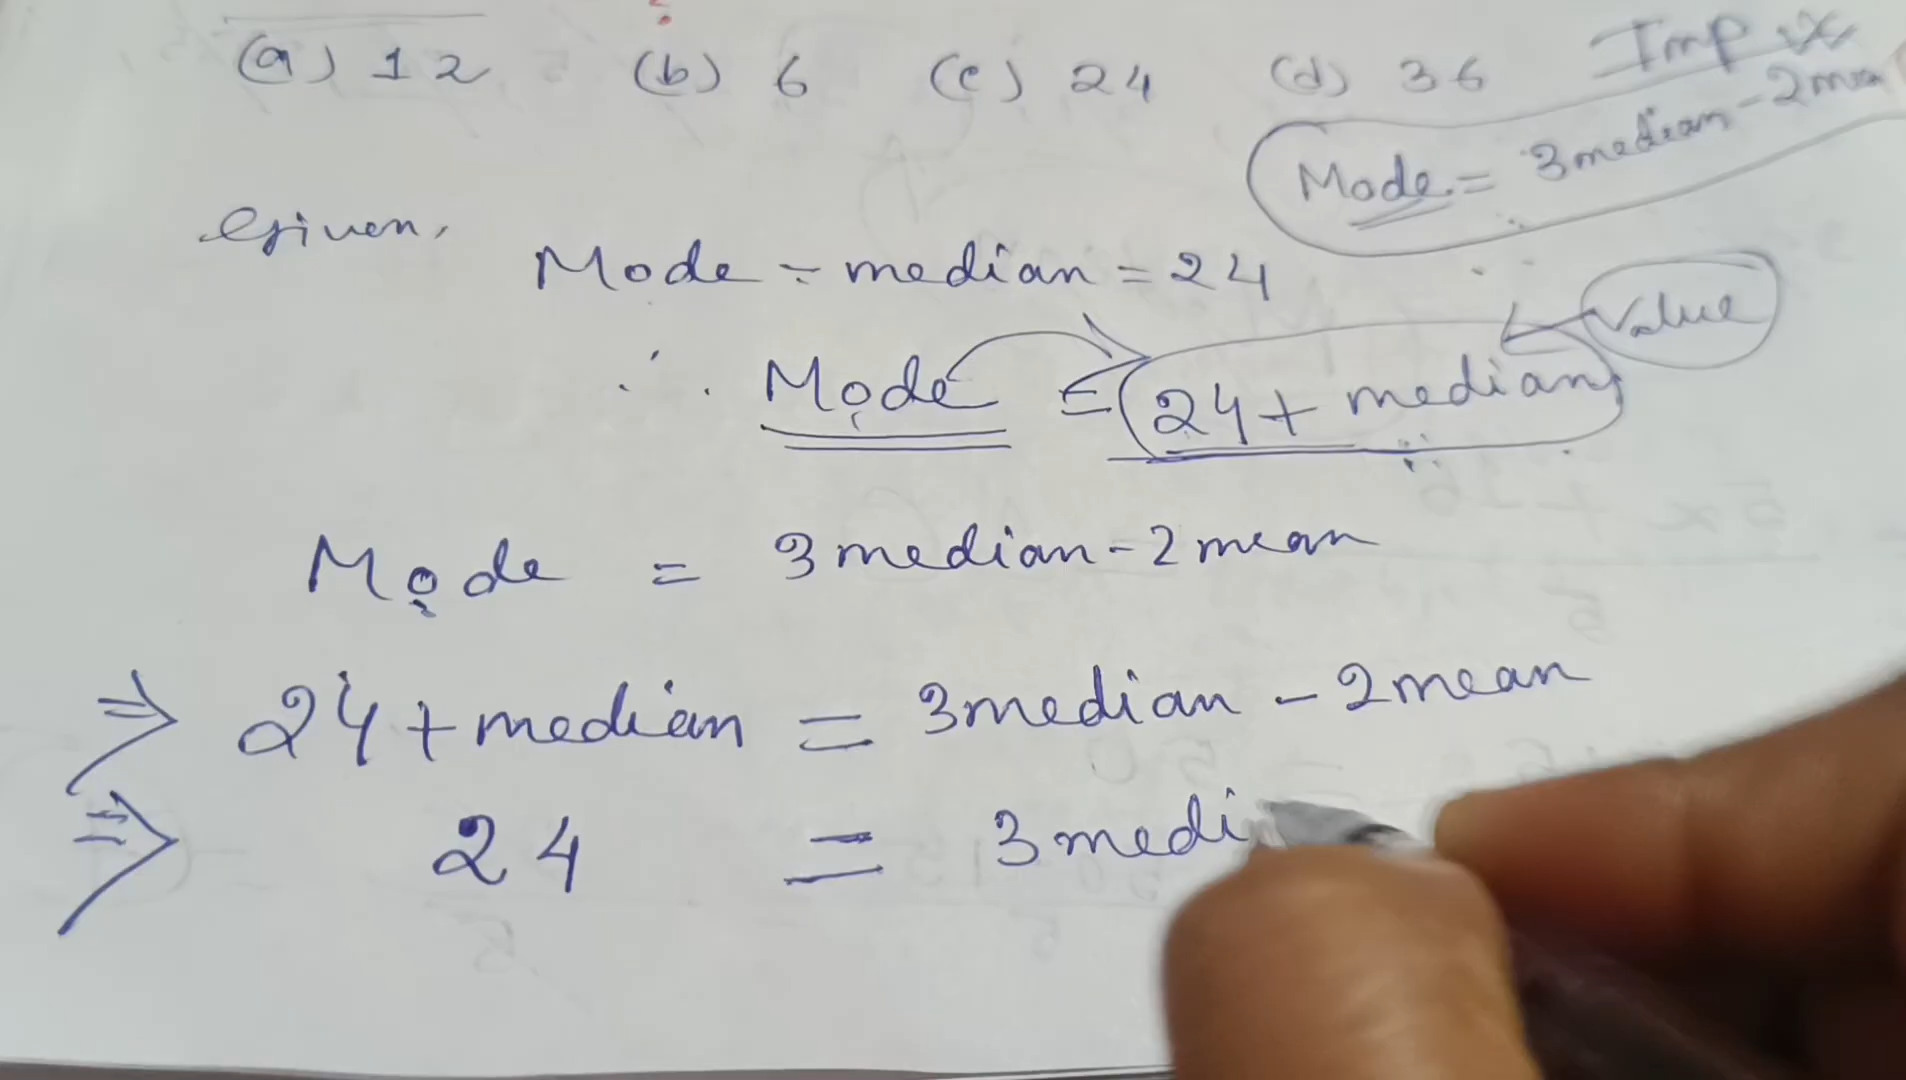 (a) 12 (b) 6 (c) 24 (d) 36 Imp
Mode = 3median - 2mean
Given,
Mode - median = 24
∴ Mode = 24 + median
Value
Mode = 3median - 2mean
⇒ 24 + median = 3median - 2mean
⇒ 24 = 3medi